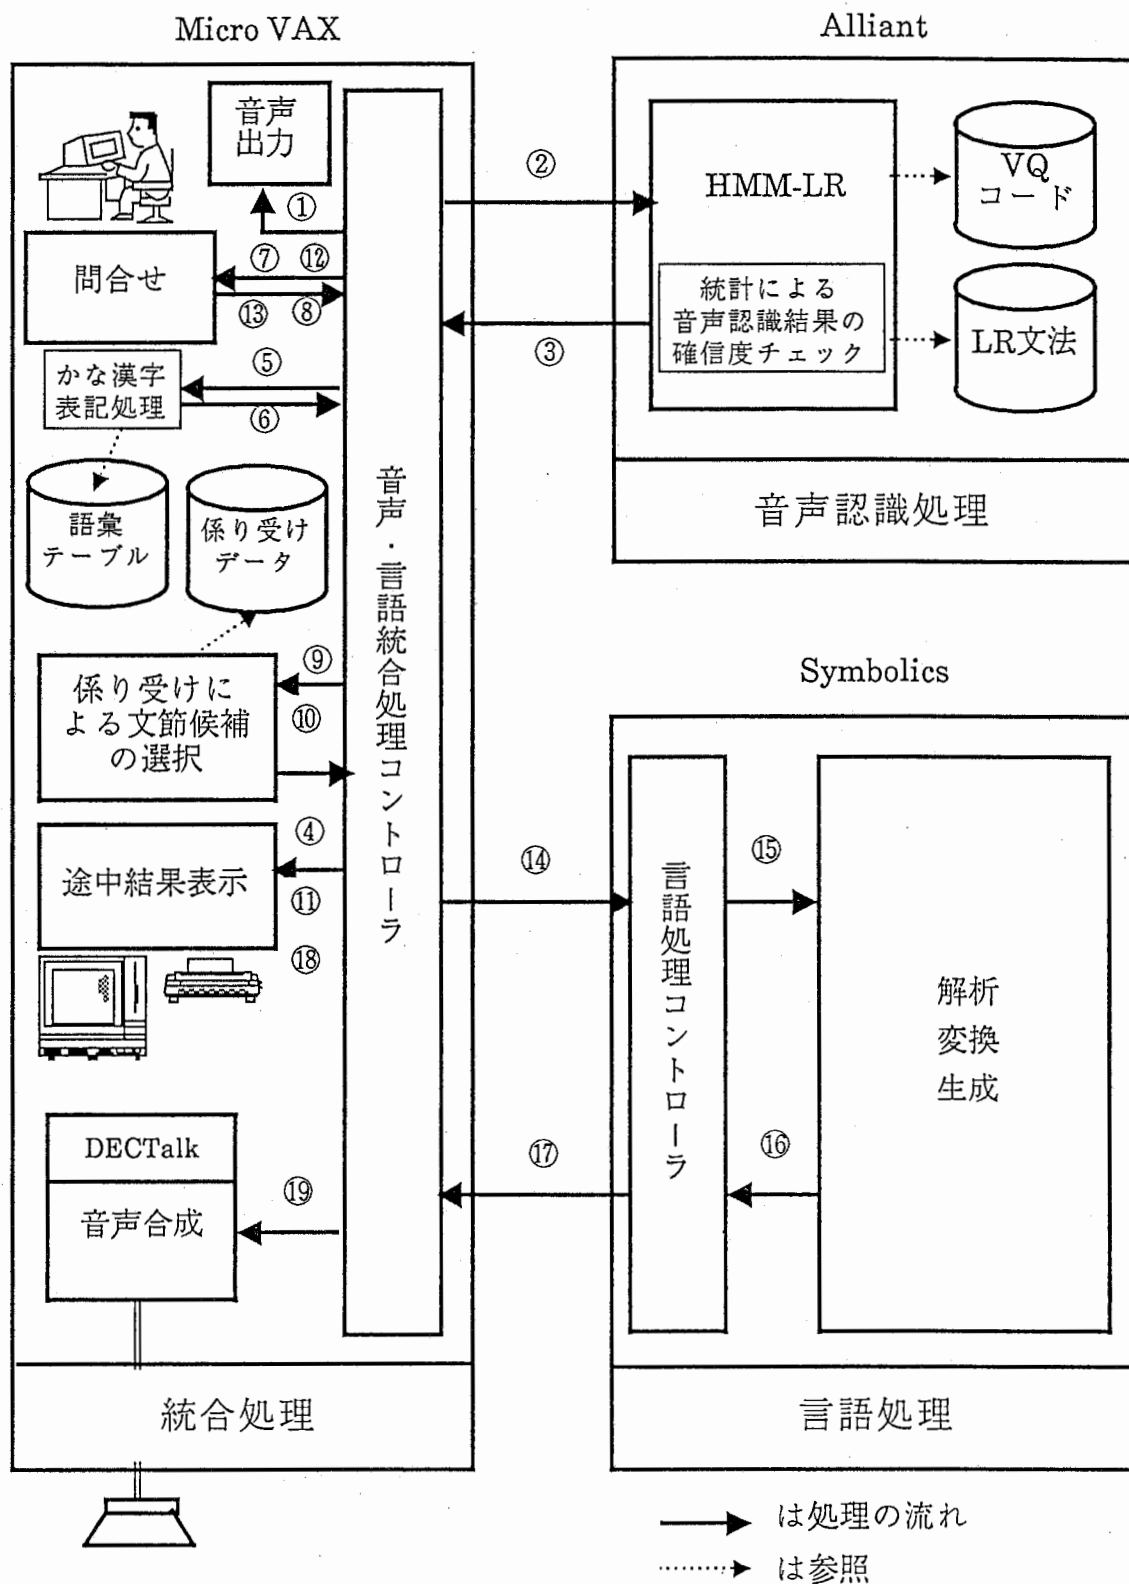 Micro VAX
音声
出力
①
⑦ ⑫
問合せ
⑬ ⑧
かな漢字
表記処理
⑤
⑥
語彙
テーブル
係り受け
データ
係り受けに
よる文節候補
の選択
⑨
⑩
途中結果表示
④
⑪
⑱
DECTalk
音声合成
⑲
音声・言語統合処理コントローラ
統合処理
②
③
Alliant
HMM-LR
統計による
音声認識結果の
確信度チェック
VQ
コード
LR文法
音声認識処理
Symbolics
⑭
⑰
言語処理コントローラ
⑮
⑯
解析
変換
生成
言語処理
は処理の流れ
は参照